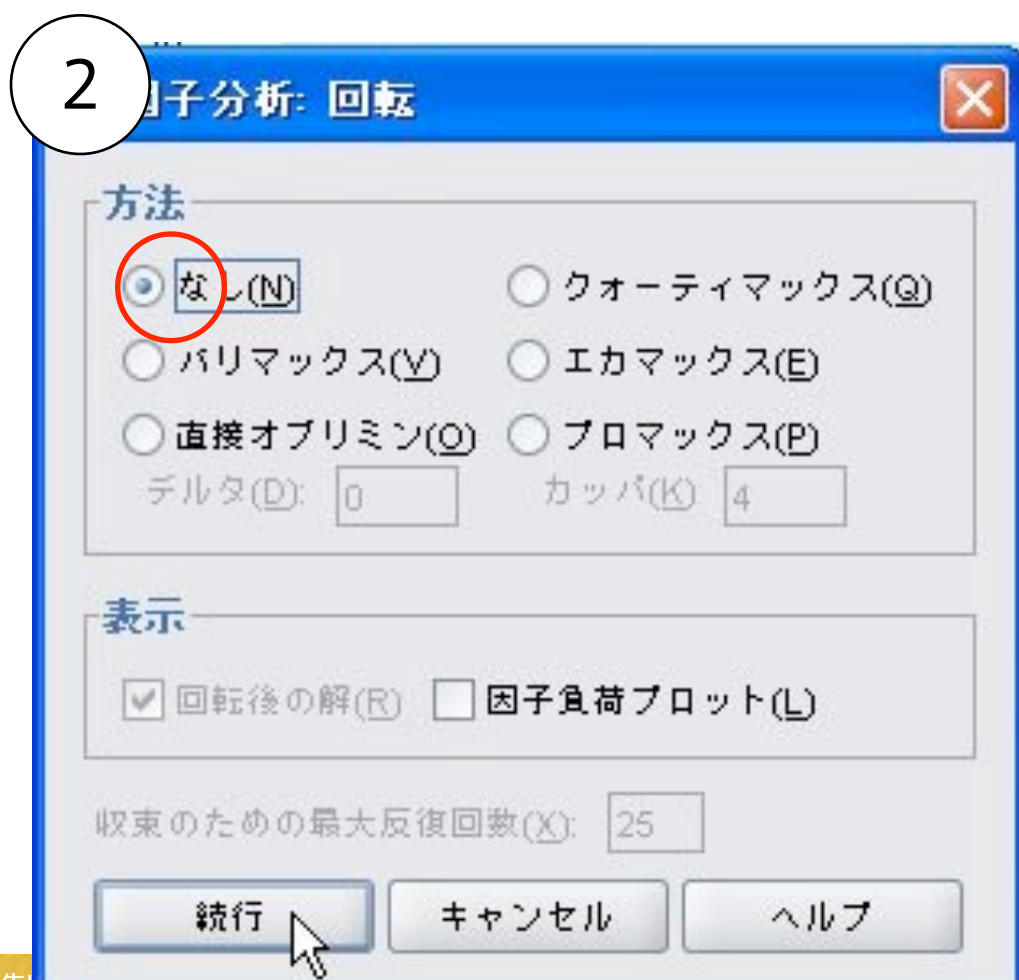 2
子分析: 回転
方法
なし(N)
クォーティマックス(Q)
バリマックス(V)
エカマックス(E)
直接オブリミン(O)
プロマックス(P)
デルタ(D): 0
カッパ(K) 4
表示
回転後の解(R)
因子負荷プロット(L)
収束のための最大反復回数(X): 25
続行
キャンセル
ヘルプ